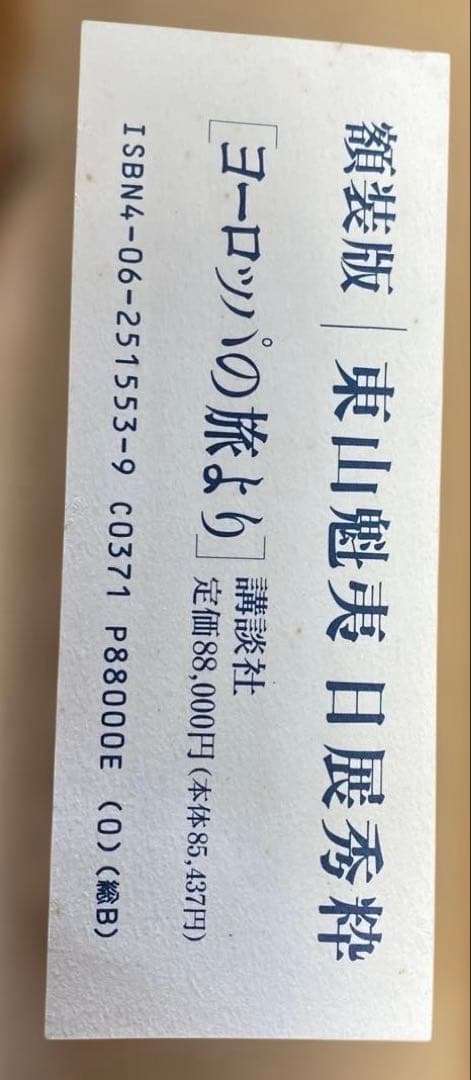 額装版｜東山魁夷 日展秀粋
[ヨーロッパの旅より]
講談社
定価88,000円(本体85,437円)
ISBN4-06-251553-9 C0371 P88000E (0)(総B)